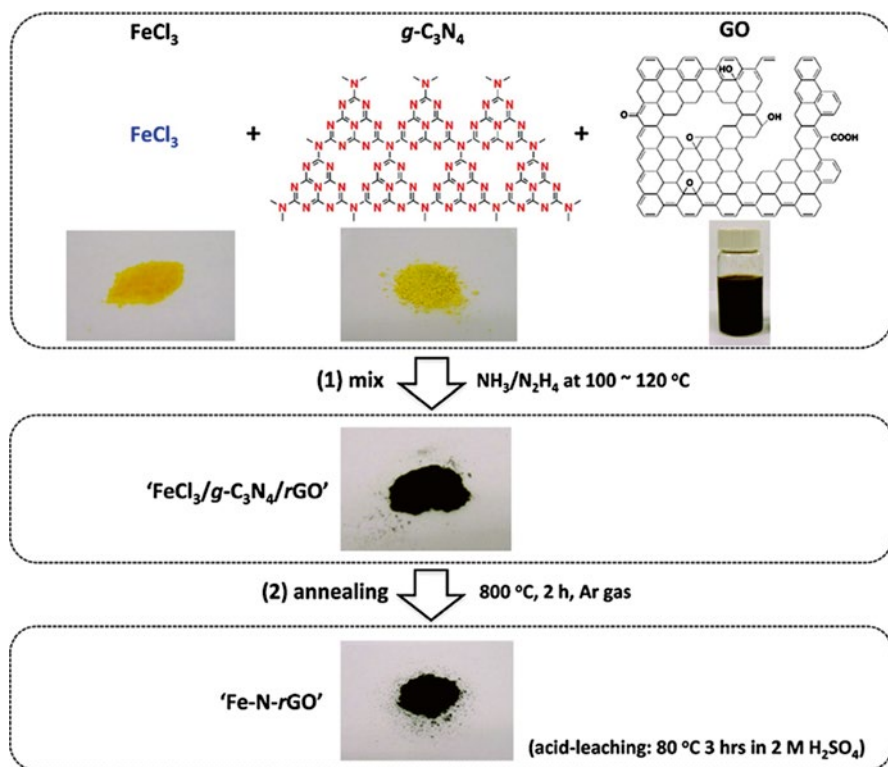 FeCl₃
g-C₃N₄
GO
FeCl₃
+
+
HO
O
OH
O
COOH
O
(1) mix
NH₃/N₂H₄ at 100 ~ 120 °C
‘FeCl₃/g-C₃N₄/rGO’
(2) annealing
800 °C, 2 h, Ar gas
‘Fe-N-rGO’
(acid-leaching: 80 °C 3 hrs in 2 M H₂SO₄)